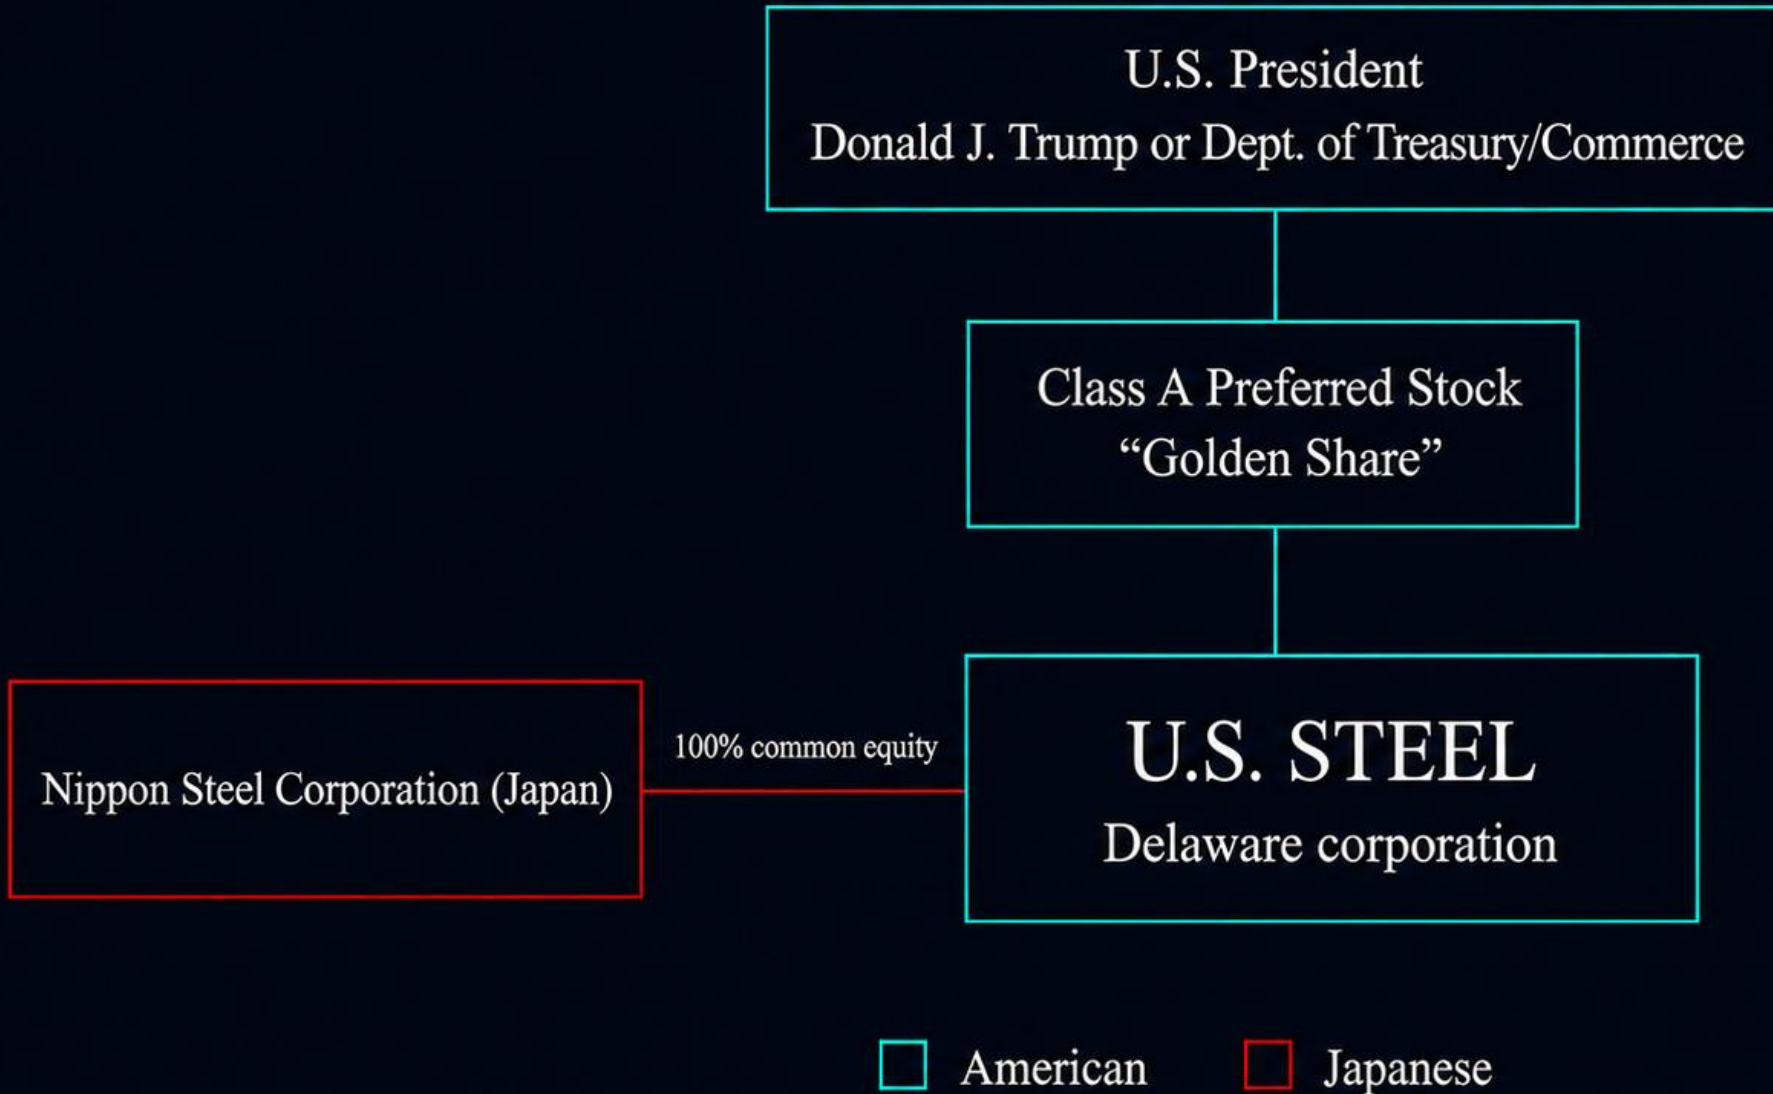 U.S. President
Donald J. Trump or Dept. of Treasury/Commerce
Class A Preferred Stock
“Golden Share”
Nippon Steel Corporation (Japan)
100% common equity
U.S. STEEL
Delaware corporation
American
Japanese